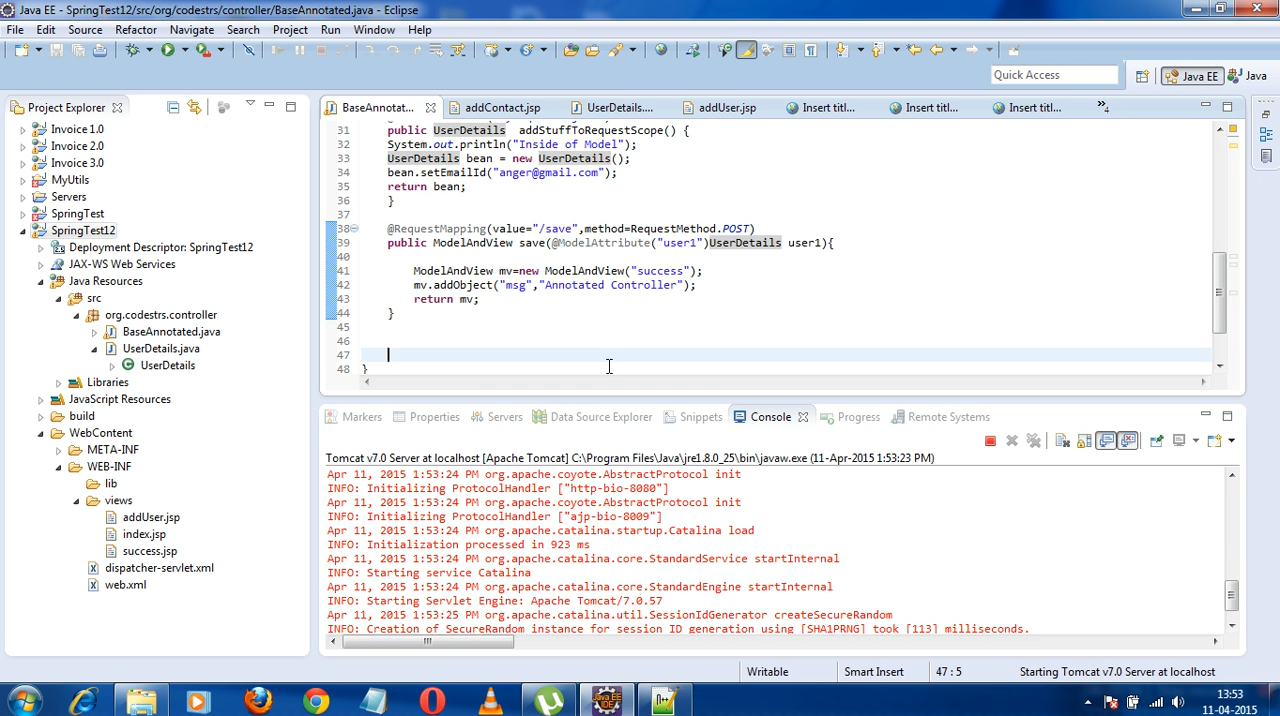 Java EE - SpringTest12/src/org/codestrs/controller/BaseAnnotated.java - Eclipse
File Edit Source Refactor Navigate Search Project Run Window Help
Quick Access
Java EE
Java
Project Explorer
BaseAnnotat...
addContact.jsp
UserDetails....
addUser.jsp
Insert titl...
Insert titl...
Insert titl...
»4
Invoice 1.0
Invoice 2.0
Invoice 3.0
MyUtils
Servers
SpringTest
SpringTest12
Deployment Descriptor: SpringTest12
JAX-WS Web Services
Java Resources
src
org.codestrs.controller
BaseAnnotated.java
UserDetails.java
UserDetails
Libraries
JavaScript Resources
build
WebContent
META-INF
WEB-INF
lib
views
addUser.jsp
index.jsp
success.jsp
dispatcher-servlet.xml
web.xml
31 public UserDetails addStuffToRequestScope() {
32 System.out.println("Inside of Model");
33 UserDetails bean = new UserDetails();
34 bean.setEmailId("anger@gmail.com");
35 return bean;
36 }
37
38 @RequestMapping(value="/save",method=RequestMethod.POST)
39 public ModelAndView save(@ModelAttribute("user1")UserDetails user1){
40
41 ModelAndView mv=new ModelAndView("success");
42 mv.addObject("msg","Annotated Controller");
43 return mv;
44 }
45
46
47
48 }
Markers Properties Servers Data Source Explorer Snippets Console Progress Remote Systems
Tomcat v7.0 Server at localhost [Apache Tomcat] C:\Program Files\Java\jre1.8.0_25\bin\javaw.exe (11-Apr-2015 1:53:23 PM)
Apr 11, 2015 1:53:24 PM org.apache.coyote.AbstractProtocol init
INFO: Initializing ProtocolHandler ["http-bio-8080"]
Apr 11, 2015 1:53:24 PM org.apache.coyote.AbstractProtocol init
INFO: Initializing ProtocolHandler ["ajp-bio-8009"]
Apr 11, 2015 1:53:24 PM org.apache.catalina.startup.Catalina load
INFO: Initialization processed in 923 ms
Apr 11, 2015 1:53:24 PM org.apache.catalina.core.StandardService startInternal
INFO: Starting service Catalina
Apr 11, 2015 1:53:24 PM org.apache.catalina.core.StandardEngine startInternal
INFO: Starting Servlet Engine: Apache Tomcat/7.0.57
Apr 11, 2015 1:53:25 PM org.apache.catalina.util.SessionIdGenerator createSecureRandom
INFO: Creation of SecureRandom instance for session ID generation using [SHA1PRNG] took [113] milliseconds.
Writable
Smart Insert
47 : 5
Starting Tomcat v7.0 Server at localhost
13:53
11-04-2015